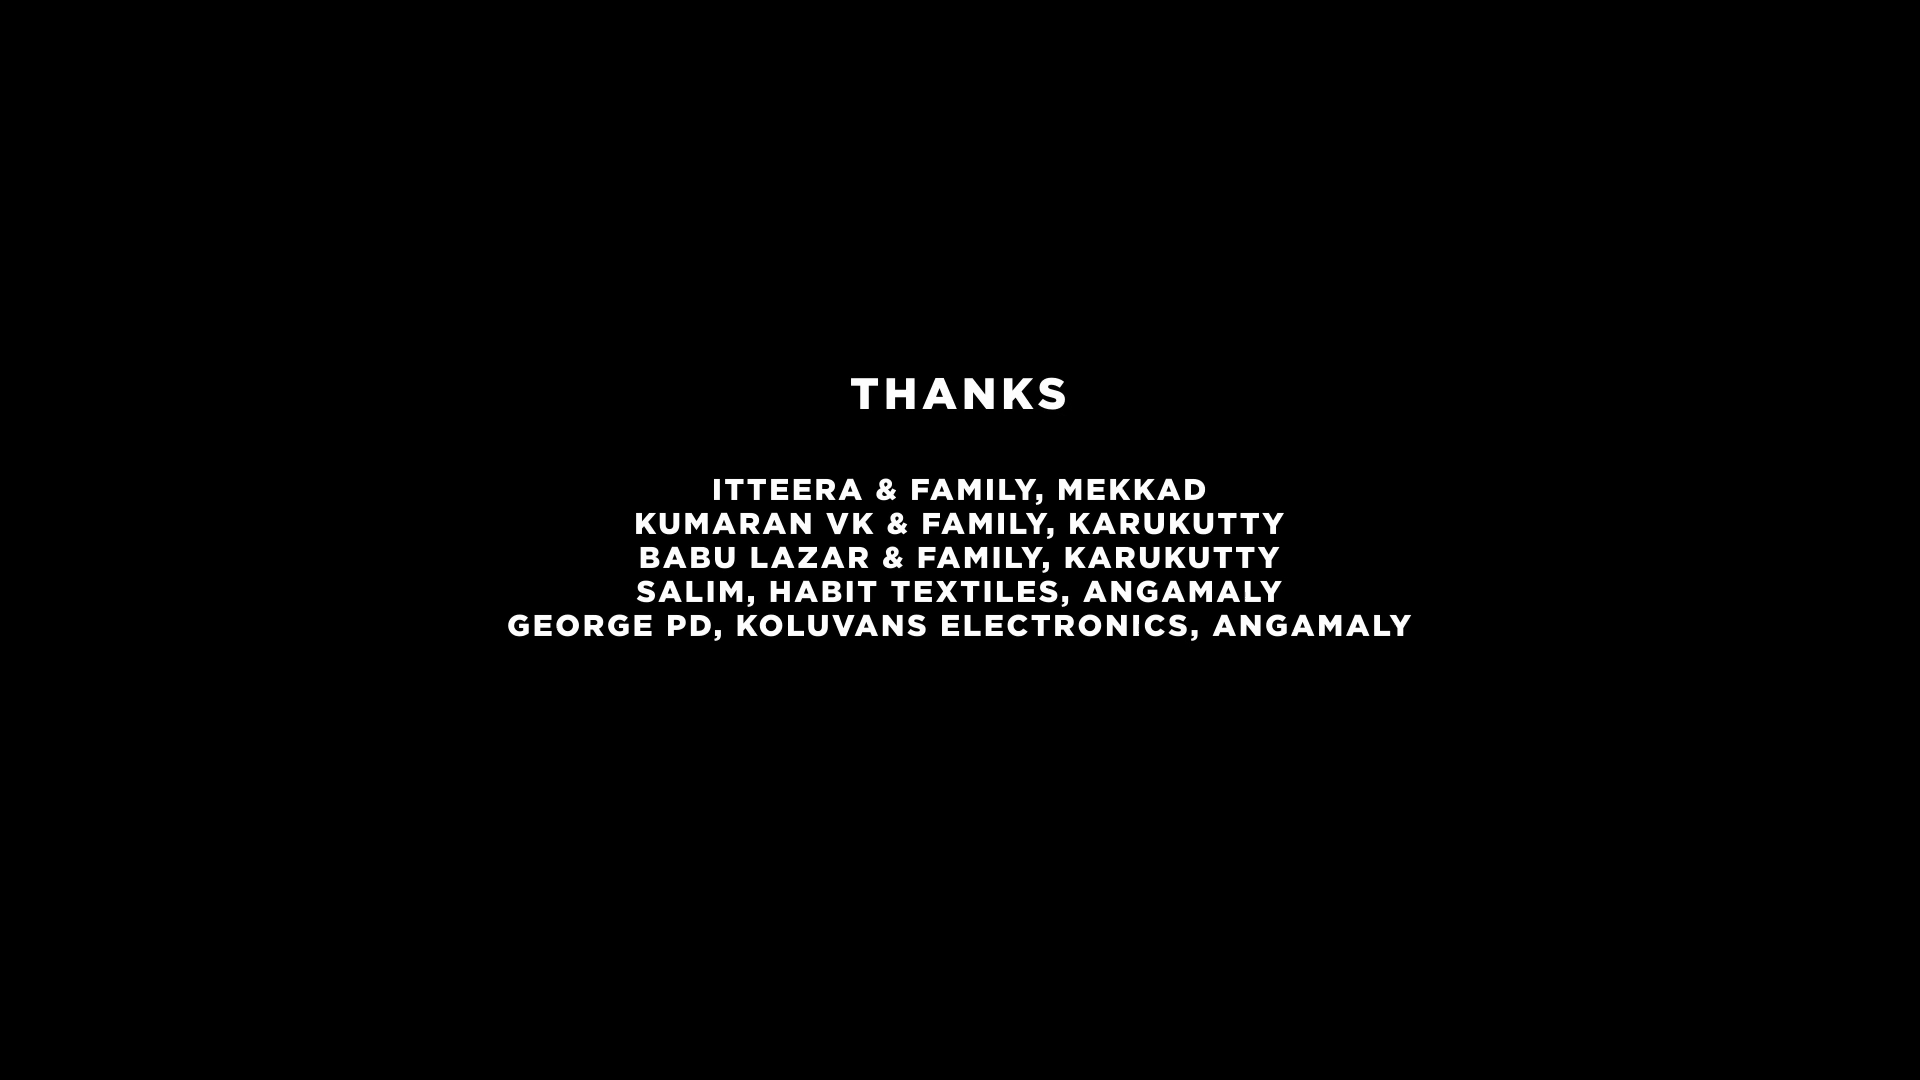 THANKS
ITTEERA & FAMILY, MEKKAD
KUMARAN VK & FAMILY, KARUKUTTY
BABU LAZAR & FAMILY, KARUKUTTY
SALIM, HABIT TEXTILES, ANGAMALY
GEORGE PD, KOLUVANS ELECTRONICS, ANGAMALY